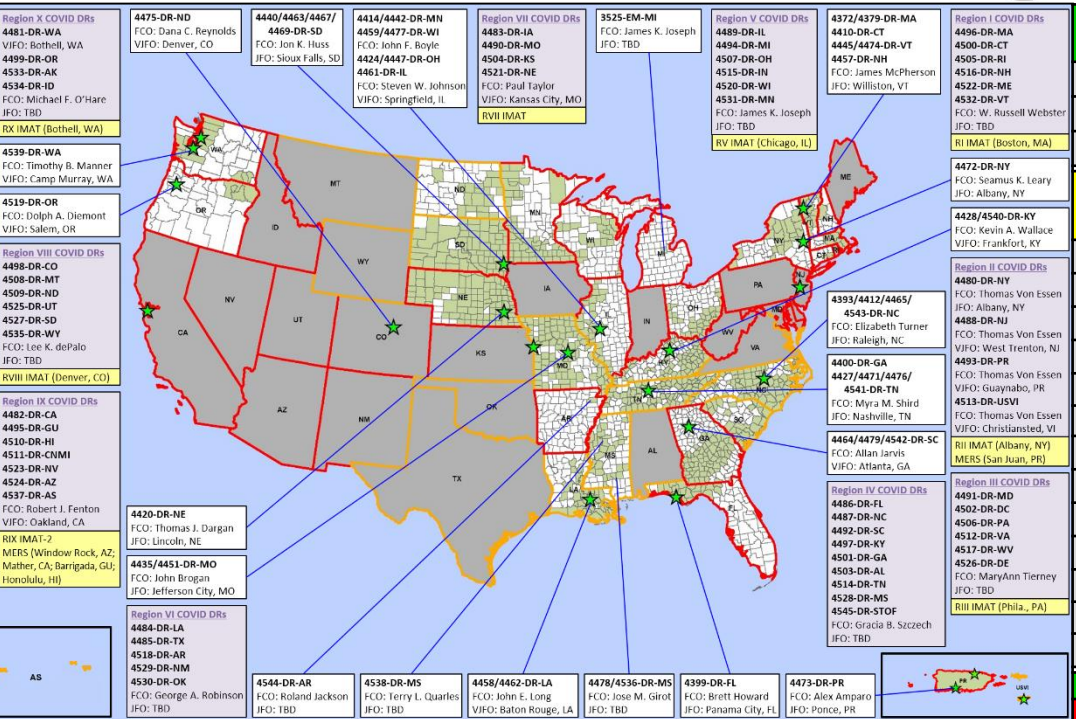 Region X COVID DRs
4481-DR-WA
VJFO: Bothell, WA
4499-DR-OR
4533-DR-AK
4534-DR-ID
FCO: Michael F. O'Hare
JFO: TBD
RX IMAT (Bothell, WA)
4539-DR-WA
FCO: Timothy B. Manner
VJFO: Camp Murray, WA
4519-DR-OR
FCO: Dolph A. Diemont
VJFO: Salem, OR
Region VIII COVID DRs
4498-DR-CO
4508-DR-MT
4509-DR-ND
4525-DR-UT
4527-DR-SD
4535-DR-WY
FCO: Lee K. dePalo
JFO: TBD
RVIII IMAT (Denver, CO)
Region IX COVID DRs
4482-DR-CA
4495-DR-GU
4510-DR-HI
4511-DR-CNMI
4523-DR-NV
4524-DR-AZ
4537-DR-AS
FCO: Robert J. Fenton
VJFO: Oakland, CA
RIX IMAT-2
MERS (Window Rock, AZ;
Mather, CA; Barrigada, GU;
Honolulu, HI)
AS
4475-DR-ND
FCO: Dana C. Reynolds
VJFO: Denver, CO
4440/4463/4467/
4469-DR-SD
FCO: Jon K. Huss
JFO: Sioux Falls, SD
4414/4442-DR-MN
4459/4477-DR-WI
FCO: John F. Boyle
4424/4447-DR-OH
4461-DR-IL
FCO: Steven W. Johnson
VJFO: Springfield, IL
Region VII COVID DRs
4483-DR-IA
4490-DR-MO
4504-DR-KS
4521-DR-NE
FCO: Paul Taylor
VJFO: Kansas City, MO
RVII IMAT
3525-EM-MI
FCO: James K. Joseph
JFO: TBD
Region V COVID DRs
4489-DR-IL
4494-DR-MI
4507-DR-OH
4515-DR-IN
4520-DR-WI
4531-DR-MN
FCO: James K. Joseph
JFO: TBD
RV IMAT (Chicago, IL)
4372/4379-DR-MA
4410-DR-CT
4445/4474-DR-VT
4457-DR-NH
FCO: James McPherson
JFO: Williston, VT
Region I COVID DRs
4496-DR-MA
4500-DR-CT
4505-DR-RI
4516-DR-NH
4522-DR-ME
4532-DR-VT
FCO: W. Russell Webster
JFO: TBD
RI IMAT (Boston, MA)
4472-DR-NY
FCO: Seamus K. Leary
JFO: Albany, NY
4428/4540-DR-KY
FCO: Kevin A. Wallace
VJFO: Frankfort, KY
Region II COVID DRs
4480-DR-NY
FCO: Thomas Von Essen
JFO: Albany, NY
4488-DR-NJ
FCO: Thomas Von Essen
VJFO: West Trenton, NJ
4493-DR-PR
FCO: Thomas Von Essen
VJFO: Guaynabo, PR
4513-DR-USVI
FCO: Thomas Von Essen
VJFO: Christiansted, VI
RII IMAT (Albany, NY)
MERS (San Juan, PR)
Region III COVID DRs
4491-DR-MD
4502-DR-DC
4506-DR-PA
4512-DR-VA
4517-DR-WV
4526-DR-DE
FCO: MaryAnn Tierney
JFO: TBD
RIII IMAT (Phila., PA)
4393/4412/4465/
4543-DR-NC
FCO: Elizabeth Turner
JFO: Raleigh, NC
4400-DR-GA
4427/4471/4476/
4541-DR-TN
FCO: Myra M. Shird
JFO: Nashville, TN
4464/4479/4542-DR-SC
FCO: Allan Jarvis
VJFO: Atlanta, GA
Region IV COVID DRs
4486-DR-FL
4487-DR-NC
4492-DR-SC
4497-DR-KY
4501-DR-GA
4503-DR-AL
4514-DR-TN
4528-DR-MS
4545-DR-STOF
FCO: Gracia B. Szczech
JFO: TBD
WA
OR
CA
NV
ID
MT
WY
UT
AZ
CO
NM
ND
SD
NE
KS
OK
TX
MN
IA
MO
AR
LA
WI
IL
MI
IN
OH
KY
TN
MS
AL
GA
FL
SC
NC
VA
WV
PA
NY
NJ
MD
CT
MA
NH
ME
4420-DR-NE
FCO: Thomas J. Dargan
JFO: Lincoln, NE
4435/4451-DR-MO
FCO: John Brogan
JFO: Jefferson City, MO
Region VI COVID DRs
4484-DR-LA
4485-DR-TX
4518-DR-AR
4529-DR-NM
4530-DR-OK
FCO: George A. Robinson
JFO: TBD
4544-DR-AR
FCO: Roland Jackson
JFO: TBD
4538-DR-MS
FCO: Terry L. Quarles
JFO: TBD
4458/4462-DR-LA
FCO: John E. Long
VJFO: Baton Rouge, LA
4478/4536-DR-MS
FCO: Jose M. Girot
JFO: TBD
4399-DR-FL
FCO: Brett Howard
JFO: Panama City, FL
4473-DR-PR
FCO: Alex Amparo
JFO: Ponce, PR
PR
USVI